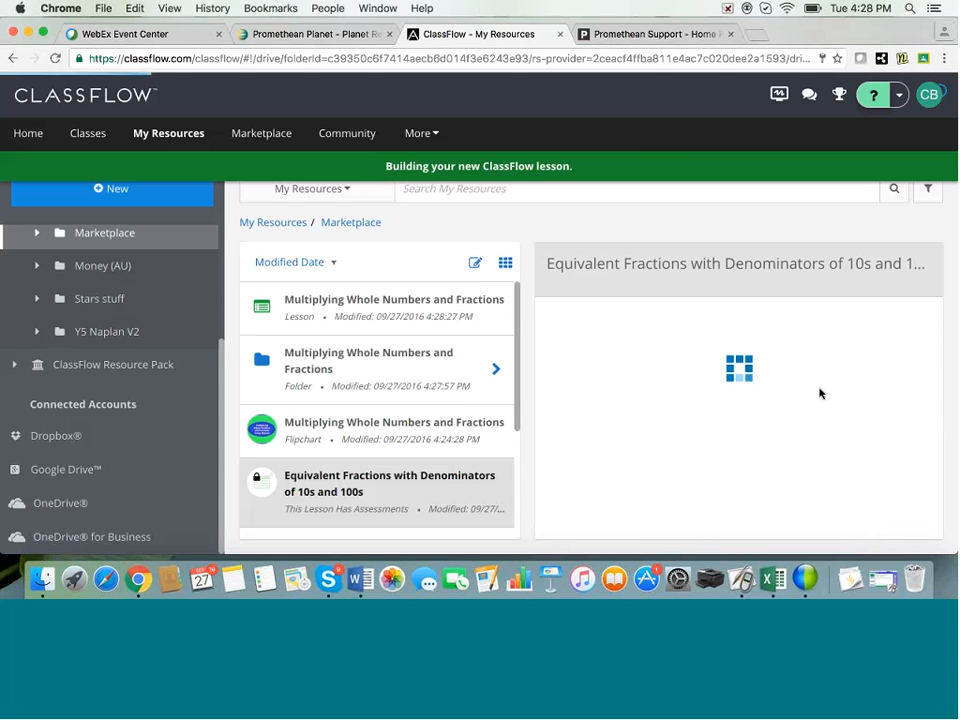 Chrome File Edit View History Bookmarks People Window Help Tue 4:28 PM
WebEx Event Center × Promethean Planet - Planet Re × ClassFlow - My Resources × Promethean Support - Home P ×
https://classflow.com/classflow/#!/drive/folderId=c39350c6f7414aecb6d014f3e6243e93/rs-provider=2ceacf4ffba811e4ac7c020dee2a1715/dri...
CLASSFLOW™ ? CB
Home Classes My Resources Marketplace Community More
Building your new ClassFlow lesson.
New My Resources Search My Resources
My Resources / Marketplace
Marketplace
Money (AU)
Stars stuff
Y5 Naplan V2
ClassFlow Resource Pack
Connected Accounts
Dropbox®
Google Drive™
OneDrive®
OneDrive® for Business
Modified Date
Multiplying Whole Numbers and Fractions
Lesson • Modified: 09/27/2016 4:28:27 PM
Multiplying Whole Numbers and
Fractions
Folder • Modified: 09/27/2016 4:27:57 PM
Multiplying Whole Numbers and Fractions
Flipchart • Modified: 09/27/2016 4:24:28 PM
Equivalent Fractions with Denominators
of 10s and 100s
This Lesson Has Assessments • Modified: 09/27/...
Equivalent Fractions with Denominators of 10s and 1...
27